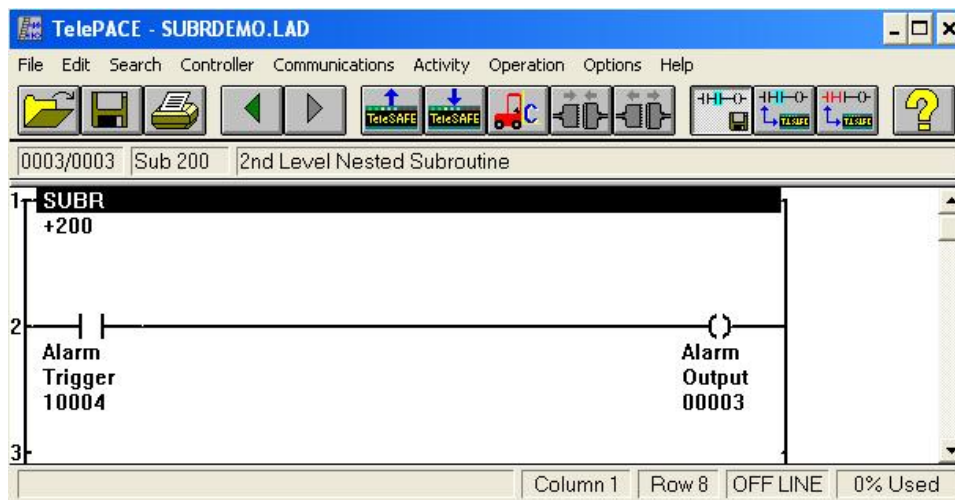 TelePACE - SUBRDEMO.LAD
File Edit Search Controller Communications Activity Operation Options Help
TeleSAFE TeleSAFE C TSAFE TSAFE ?
0003/0003 Sub 200 2nd Level Nested Subroutine
1 SUBR
+200
2
Alarm Alarm
Trigger Output
10004 00003
3
Column 1 Row 8 OFF LINE 0% Used